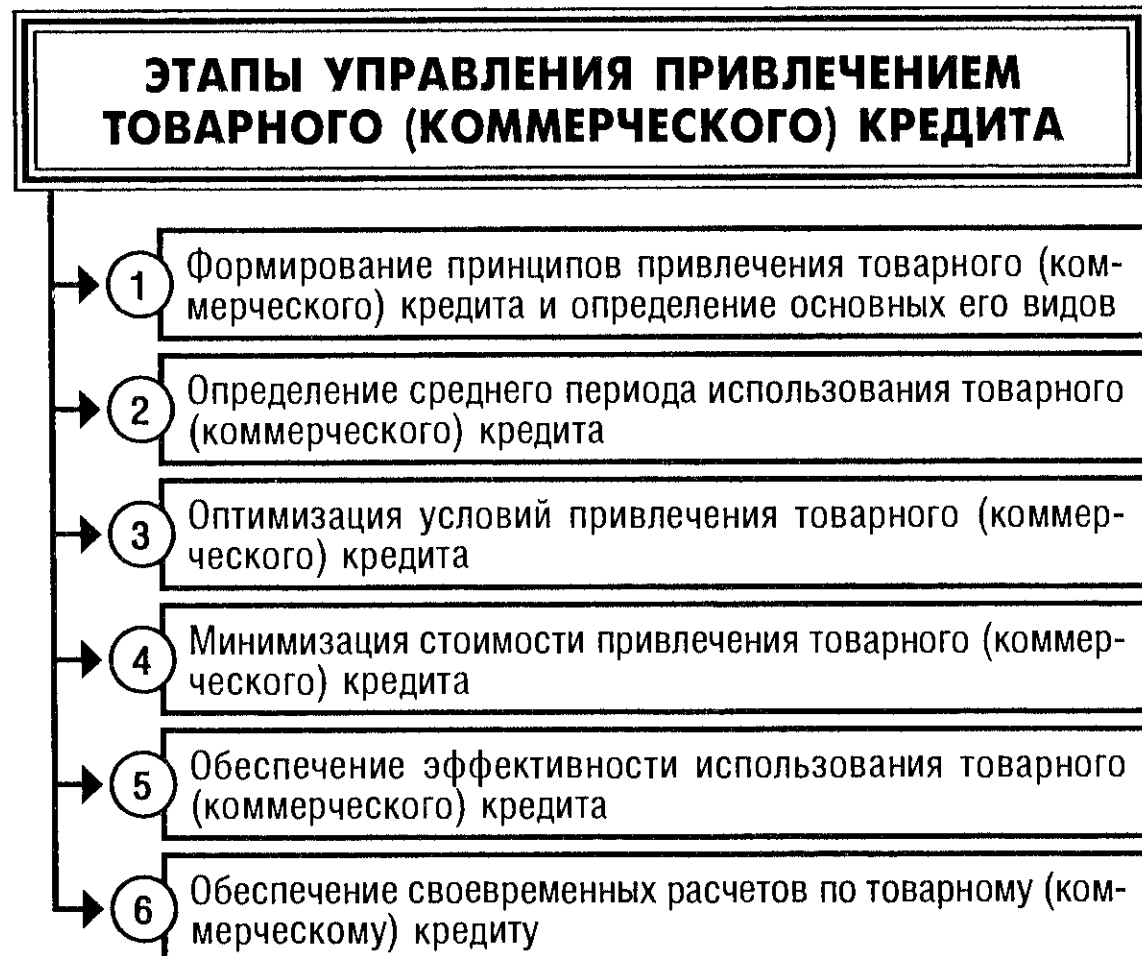 ЭТАПЫ УПРАВЛЕНИЯ ПРИВЛЕЧЕНИЕМ
ТОВАРНОГО (КОММЕРЧЕСКОГО) КРЕДИТА
1
Формирование принципов привлечения товарного (ком-
мерческого) кредита и определение основных его видов
2
Определение среднего периода использования товарного
(коммерческого) кредита
3
Оптимизация условий привлечения товарного (коммер-
ческого) кредита
4
Минимизация стоимости привлечения товарного (коммер-
ческого) кредита
5
Обеспечение эффективности использования товарного
(коммерческого) кредита
6
Обеспечение своевременных расчетов по товарному (ком-
мерческому) кредиту